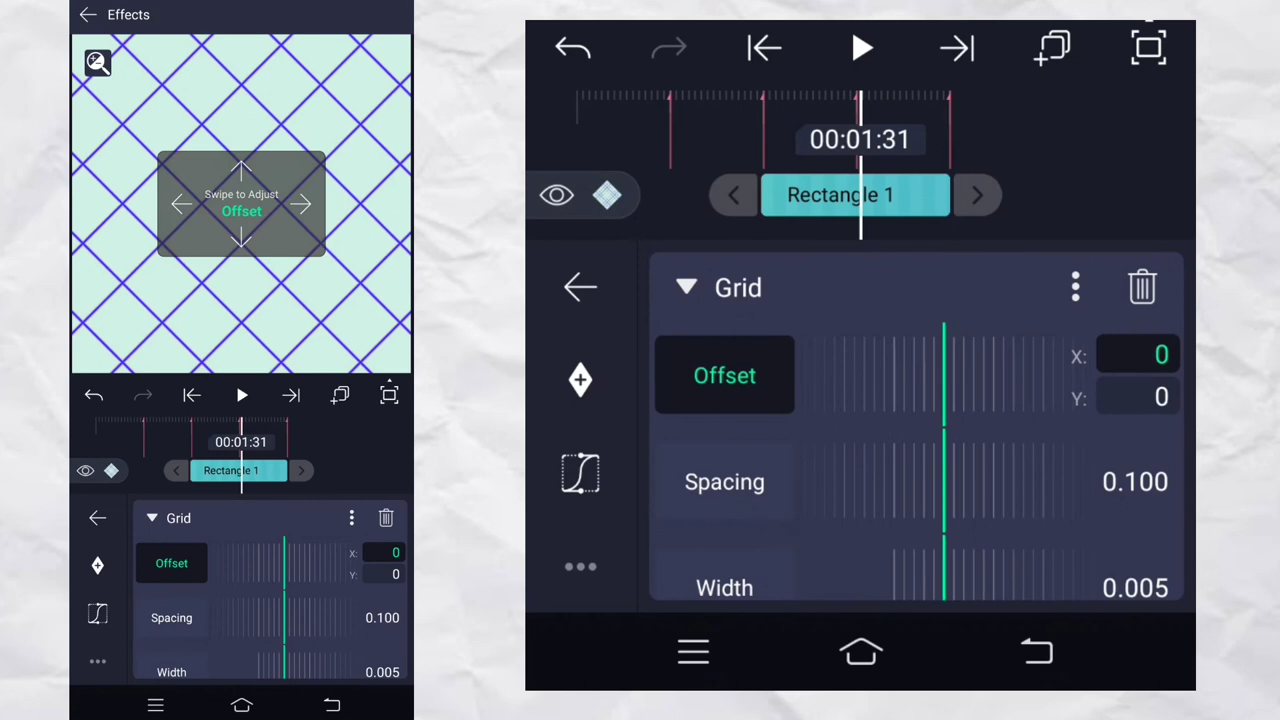 Effects
Swipe to Adjust
Offset
00:01:31
Rectangle 1
Grid
Offset
X:
0
Y:
0
Spacing
0.100
Width
0.005
00:01:31
Rectangle 1
Grid
Offset
X:
0
Y:
0
Spacing
0.100
Width
0.005